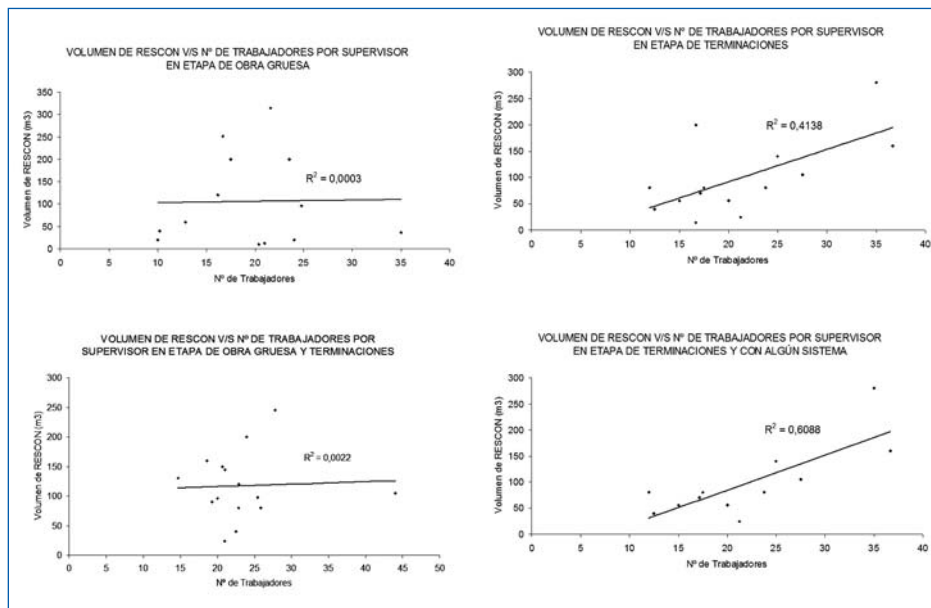 VOLUMEN DE RESCON V/S Nº DE TRABAJADORES POR SUPERVISOR
EN ETAPA DE OBRA GRUESA
Volumen de RESCON (m3)
350
300
250
200
150
100
50
0
R² = 0,0003
0 5 10 15 20 25 30 35 40
Nº de Trabajadores
VOLUMEN DE RESCON V/S Nº DE TRABAJADORES POR SUPERVISOR
EN ETAPA DE TERMINACIONES
Volumen de RESCON (m3)
300
250
200
150
100
50
0
R² = 0,4138
0 5 10 15 20 25 30 35 40
Nº de Trabajadores
VOLUMEN DE RESCON V/S Nº DE TRABAJADORES POR
SUPERVISOR EN ETAPA DE OBRA GRUESA Y TERMINACIONES
Volumen de RESCON (m3)
300
250
200
150
100
50
0
R² = 0,0022
0 5 10 15 20 25 30 35 40 45 50
Nº de Trabajadores
VOLUMEN DE RESCON V/S Nº DE TRABAJADORES POR SUPERVISOR
EN ETAPA DE TERMINACIONES Y CON ALGÚN SISTEMA
Volumen de RESCON (m3)
300
250
200
150
100
50
0
R² = 0,6088
0 5 10 15 20 25 30 35 40
Nº de Trabajadores